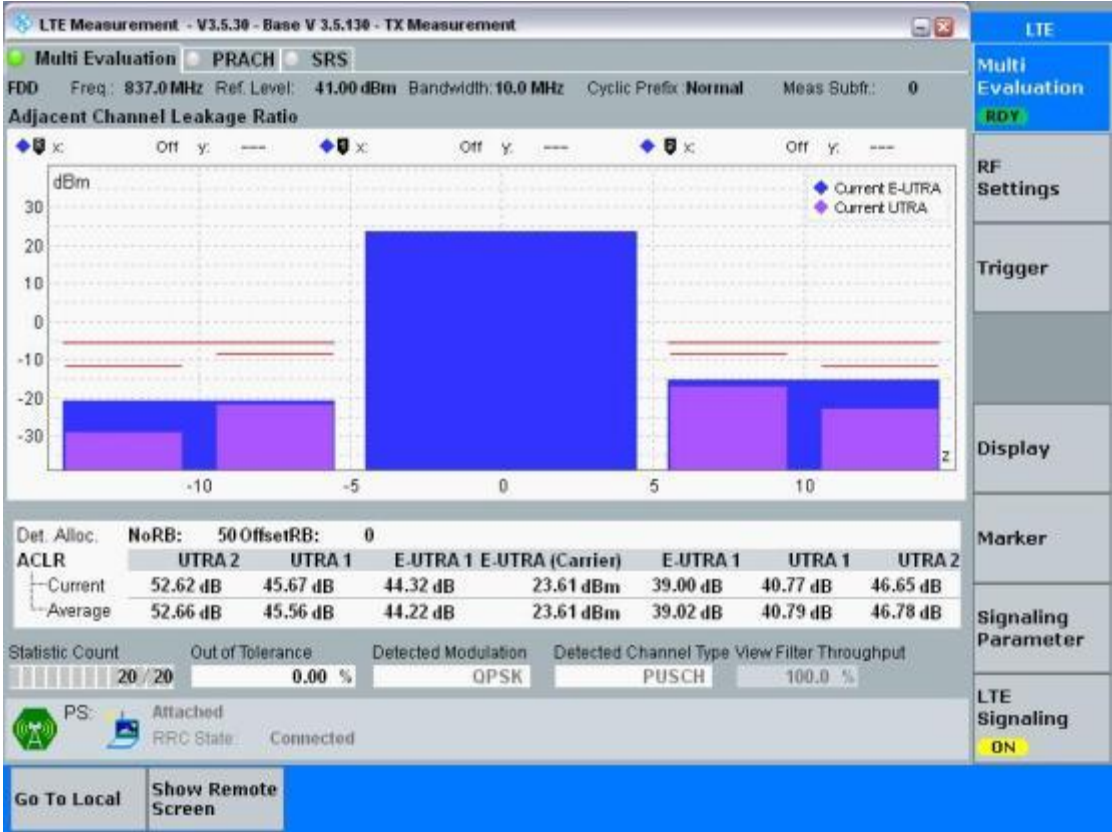 LTE Measurement - V3.5.30 - Base V 3.5.130 - TX Measurement
LTE
Multi Evaluation PRACH SRS
Multi
Evaluation
RDY
FDD Freq.: 837.0 MHz Ref. Level: 41.00 dBm Bandwidth: 10.0 MHz Cyclic Prefix: Normal Meas Subfr.: 0
Adjacent Channel Leakage Ratio
x: Off y: --- x: Off y: --- x: Off y: ---
dBm
Current E-UTRA
Current UTRA
RF
Settings
30
20
Trigger
10
0
-10
-20
-30
Display
z
-10 -5 0 5 10
Det. Alloc. NoRB: 50 OffsetRB: 0
Marker
ACLR UTRA 2 UTRA 1 E-UTRA 1 E-UTRA (Carrier) E-UTRA 1 UTRA 1 UTRA 2
Current 52.62 dB 45.67 dB 44.32 dB 23.61 dBm 39.00 dB 40.77 dB 46.65 dB
Average 52.66 dB 45.56 dB 44.22 dB 23.61 dBm 39.02 dB 40.79 dB 46.78 dB
Signaling
Parameter
Statistic Count Out of Tolerance Detected Modulation Detected Channel Type View Filter Throughput
20 / 20 0.00 % QPSK PUSCH 100.0 %
LTE
Signaling
ON
PS: Attached
RRC State: Connected
Go To Local
Show Remote
Screen